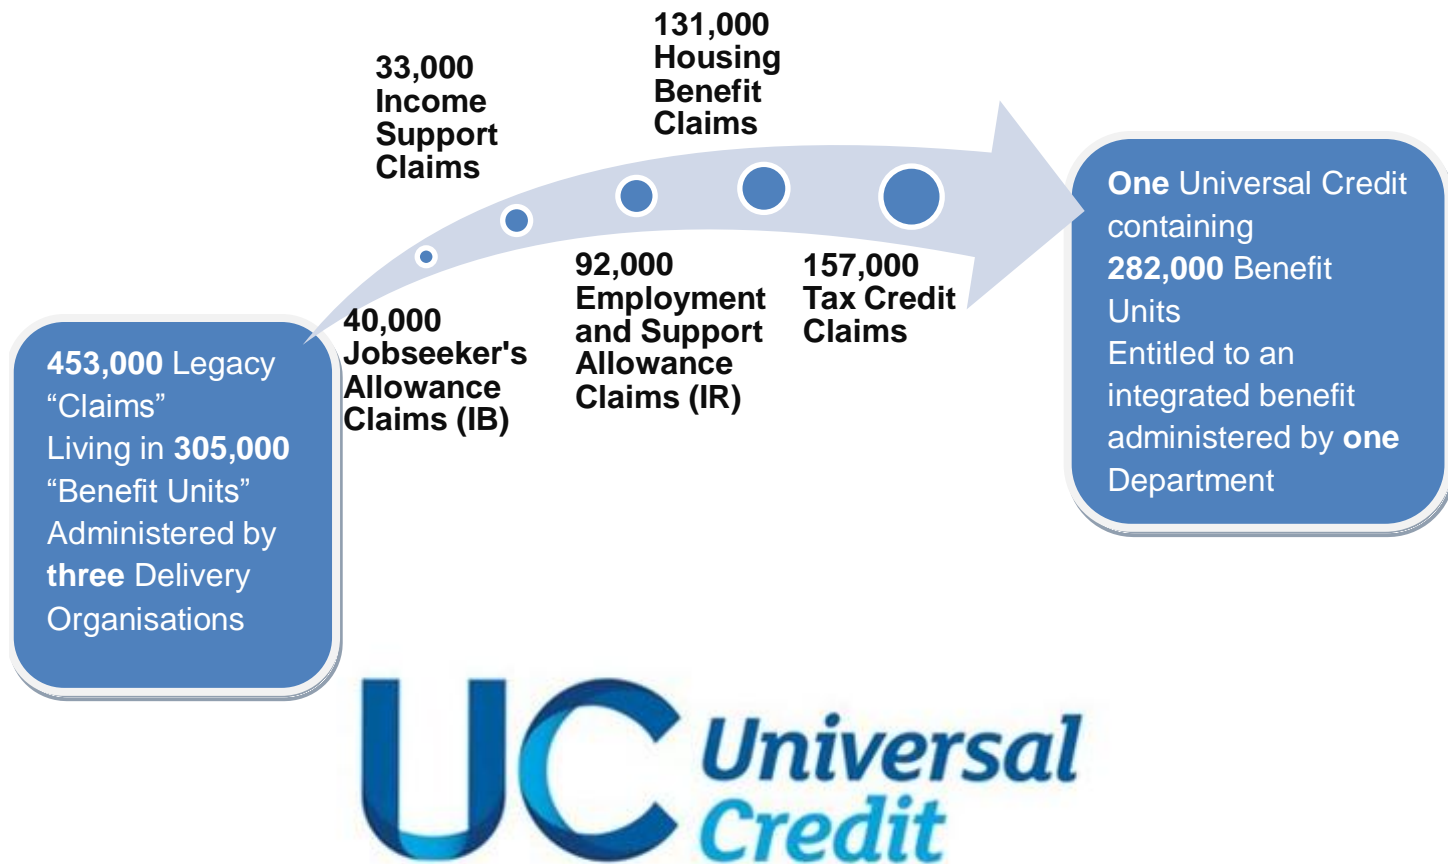 453,000 Legacy
“Claims”
Living in 305,000
“Benefit Units”
Administered by
three Delivery
Organisations
40,000
Jobseeker's
Allowance
Claims (IB)
33,000
Income
Support
Claims
92,000
Employment
and Support
Allowance
Claims (IR)
131,000
Housing
Benefit
Claims
157,000
Tax Credit
Claims
One Universal Credit
containing
282,000 Benefit
Units
Entitled to an
integrated benefit
administered by one
Department
UC Universal
Credit